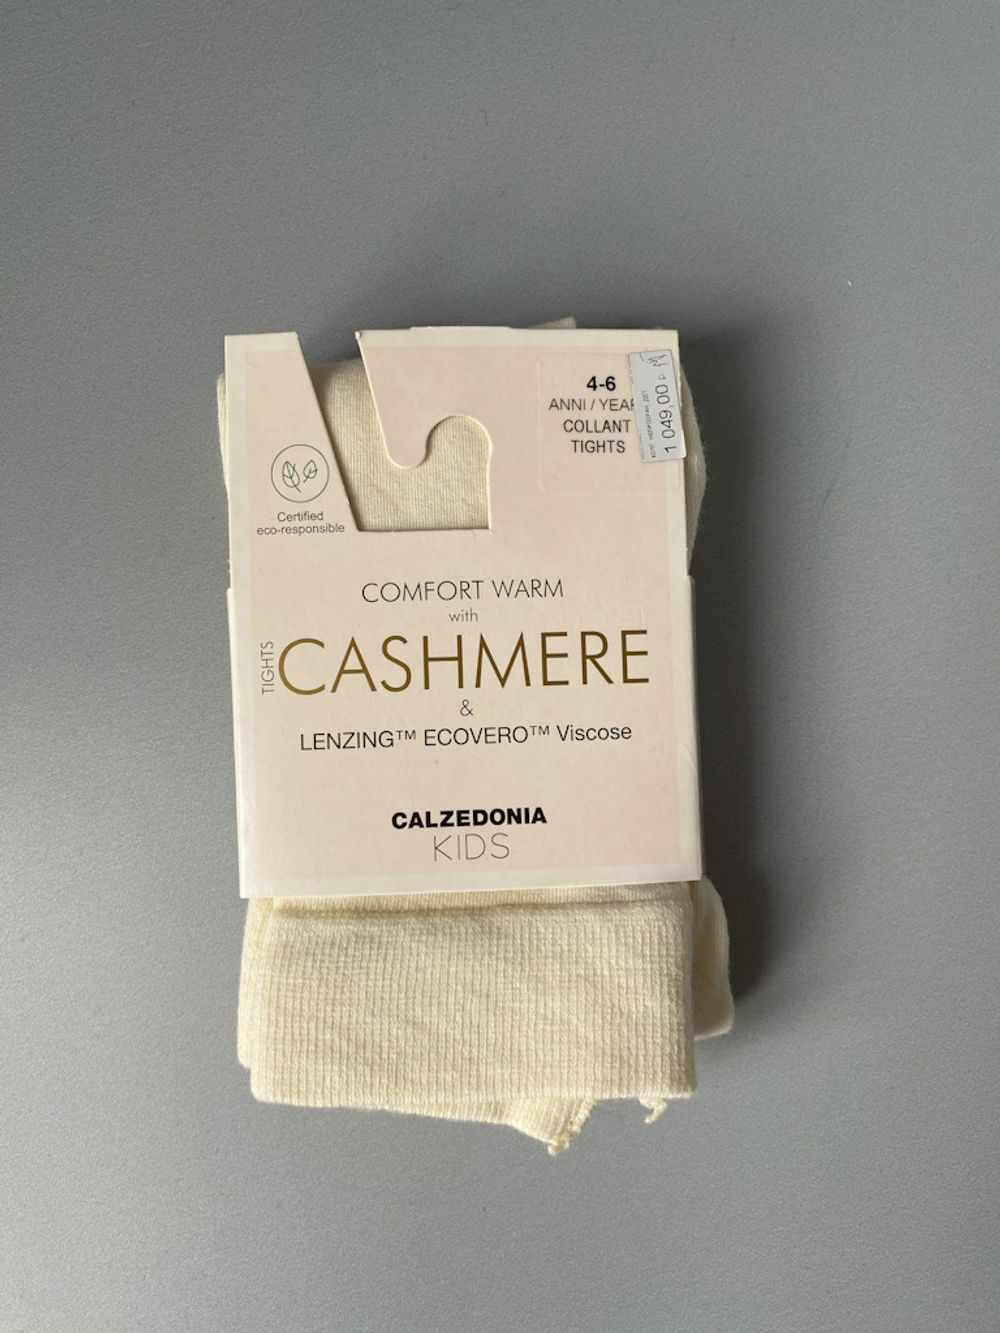 4-6
ANNI / YEAR
COLLANT
TIGHTS
1 049,00
Certified
eco-responsible
COMFORT WARM
with
TIGHTS
CASHMERE
&
LENZING™ ECOVERO™ Viscose
CALZEDONIA
KIDS